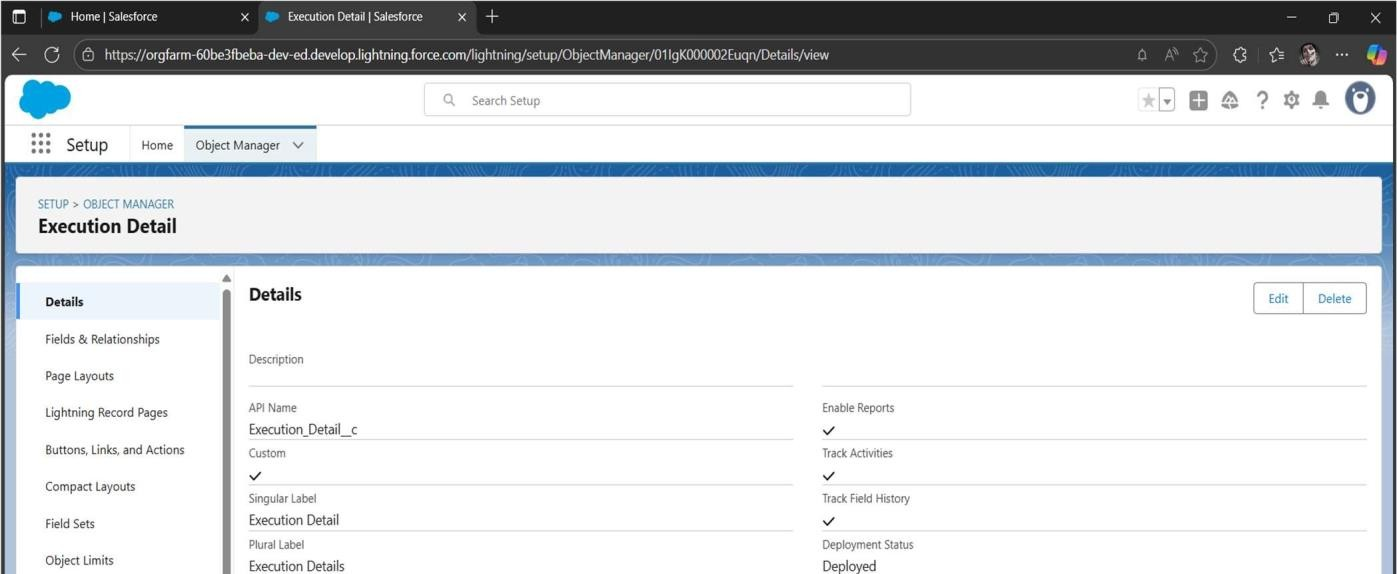 Home | Salesforce
Execution Detail | Salesforce
https://orgfarm-60be3fbeba-dev-ed.develop.lightning.force.com/lightning/setup/ObjectManager/01IgK000002Euqn/Details/view
Search Setup
Setup
Home
Object Manager
SETUP > OBJECT MANAGER
Execution Detail
Details
Fields & Relationships
Page Layouts
Lightning Record Pages
Buttons, Links, and Actions
Compact Layouts
Field Sets
Object Limits
Details
Edit
Delete
Description
API Name
Execution_Detail__c
Custom
Singular Label
Execution Detail
Plural Label
Execution Details
Enable Reports
Track Activities
Track Field History
Deployment Status
Deployed